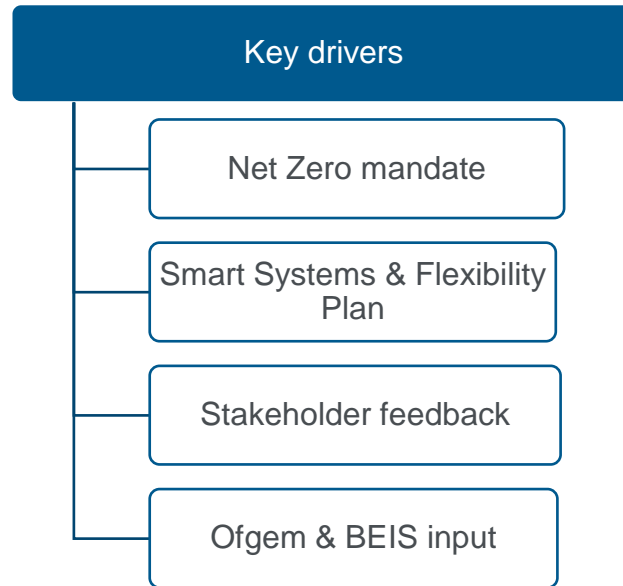 Key drivers
Net Zero mandate
Smart Systems & Flexibility
Plan
Stakeholder feedback
Ofgem & BEIS input